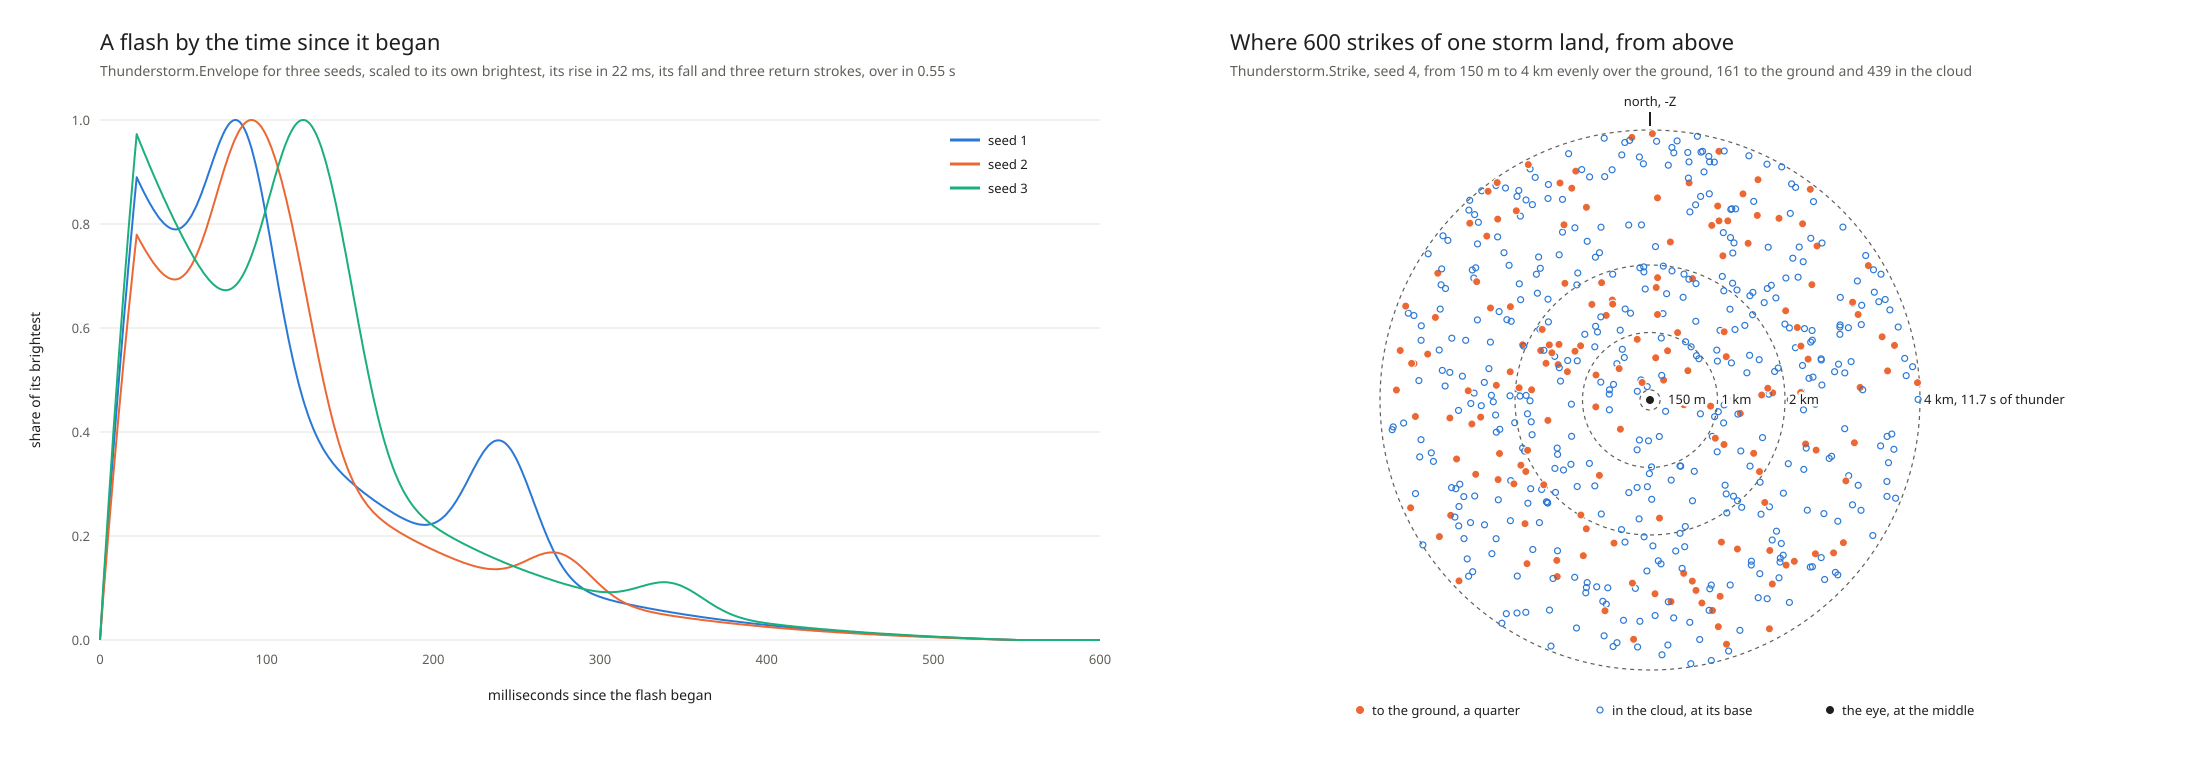 A flash by the time since it began
Thunderstorm.Envelope for three seeds, scaled to its own brightest, its rise in 22 ms, its fall and three return strokes, over in 0.55 s
1.0
0.8
0.6
0.4
0.2
0.0
share of its brightest
seed 1
seed 2
seed 3
0 100 200 300 400 500 600
milliseconds since the flash began
Where 600 strikes of one storm land, from above
Thunderstorm.Strike, seed 4, from 150 m to 4 km evenly over the ground, 161 to the ground and 439 in the cloud
north, -Z
150 m 1 km 2 km 4 km, 11.7 s of thunder
to the ground, a quarter in the cloud, at its base the eye, at the middle